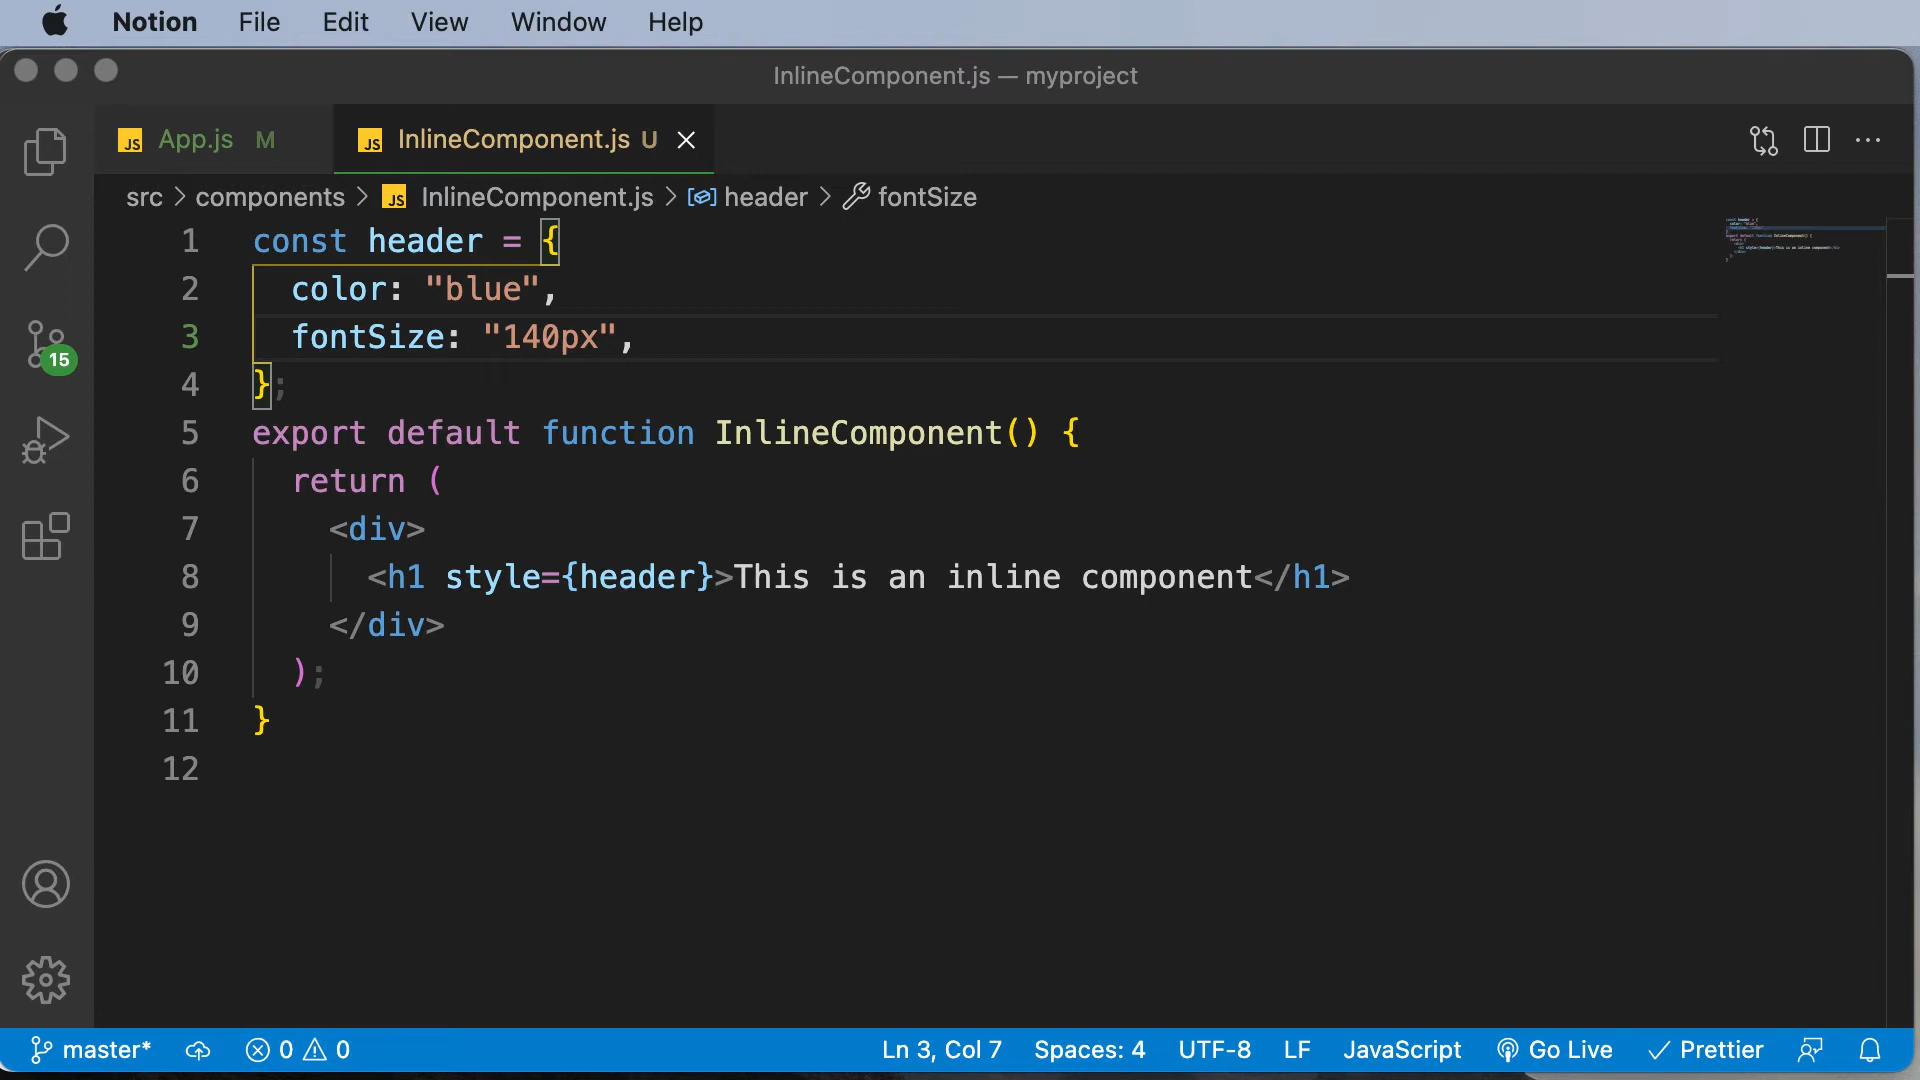 Notion File Edit View Window Help
InlineComponent.js — myproject
JS App.js M JS InlineComponent.js U
src > components > JS InlineComponent.js > header > fontSize
1 const header = {
2 color: "blue",
3 fontSize: "140px",
4 };
5 export default function InlineComponent() {
6 return (
7 <div>
8 <h1 style={header}>This is an inline component</h1>
9 </div>
10 );
11 }
12
15
master* 0 0 Ln 3, Col 7 Spaces: 4 UTF-8 LF JavaScript Go Live Prettier